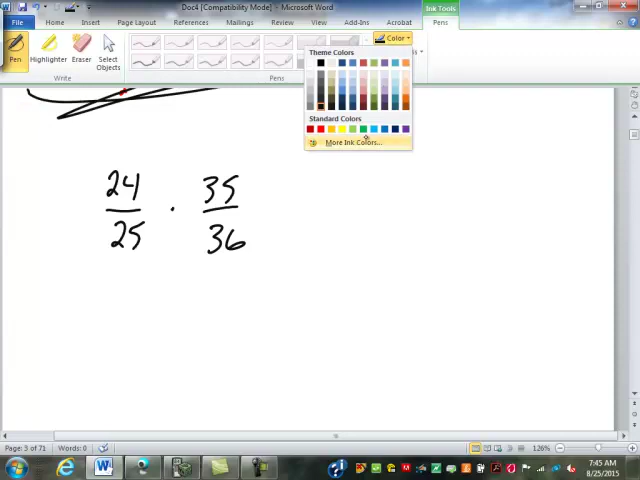 Doc4 [Compatibility Mode] - Microsoft Word
Ink Tools
File Home Insert Page Layout References Mailings Review View Add-Ins Acrobat Pens
Pen
Highlighter
Eraser
Select Objects
Color
Write
Pens
Theme Colors
Standard Colors
More Ink Colors...
24/25 · 35/36
Page: 3 of 71
Words: 0
126%
7:45 AM
8/25/2015